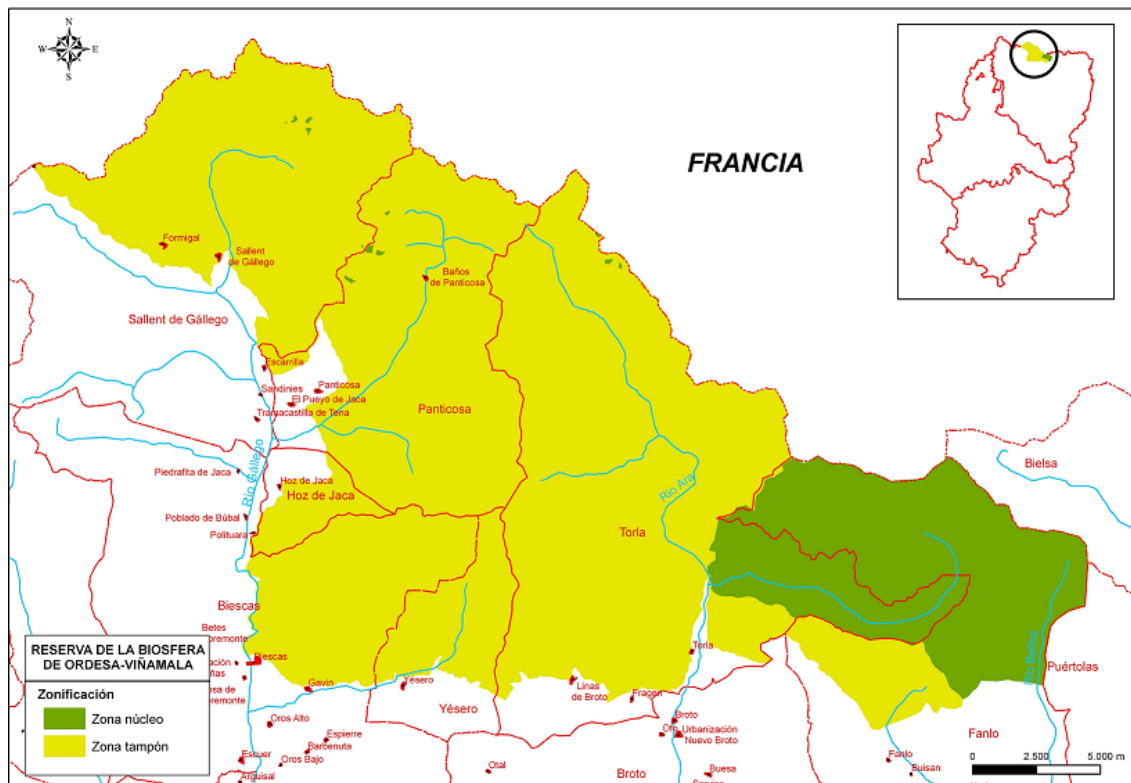 N
W
E
S
FRANCIA
Formigal
Sallent
de Gállego
Baños
de Panticosa
Sallent de Gállego
Escarrilla
Sandinies
Panticosa
El Pueyo de Jaca
Tramacastilla de Tena
Panticosa
Río Gállego
Piedrafita de Jaca
Hoz de Jaca
Hoz de Jaca
Bielsa
Río Ara
Poblado de Búbal
Polituara
Torla
Biescas
Betes
Biescas
Gavín
Yésero
Yésero
Linas
de Broto
Fragen
Torla
Puértolas
Broto
Urbanización
Nuevo Broto
Fanlo
Oros Alto
Espierre
Barbenuta
Oros Bajo
Escuer
Arguisal
Otal
Broto
Buesa
Fanlo
Buisan
RESERVA DE LA BIOSFERA
DE ORDESA-VIÑAMALA
Zonificación
Zona núcleo
Zona tampón
0 2.500 5.000 m